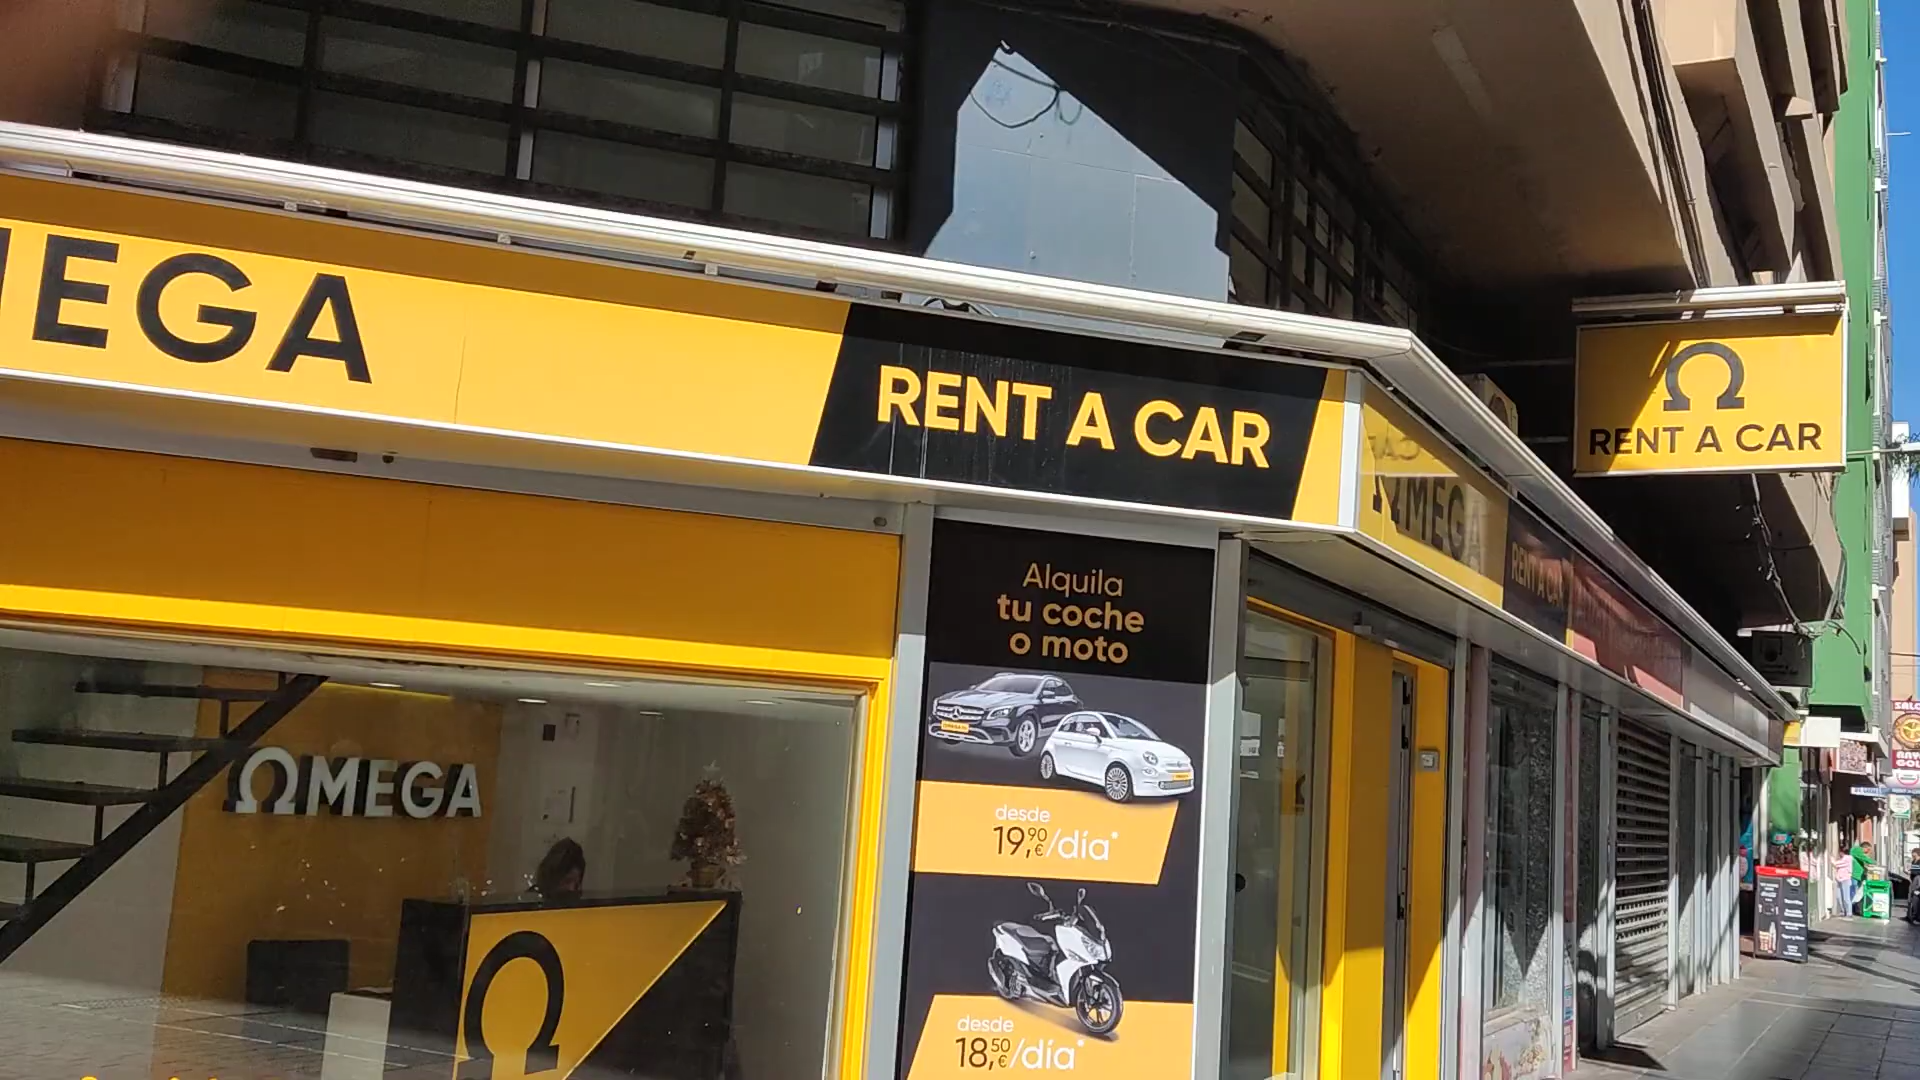 MEGA
RENT A CAR
Ω
RENT A CAR
ΩMEGA
RENT A CAR
Alquila
tu coche
o moto
desde
19,90€/día*
desde
18,50€/día*
ΩMEGA
Ω